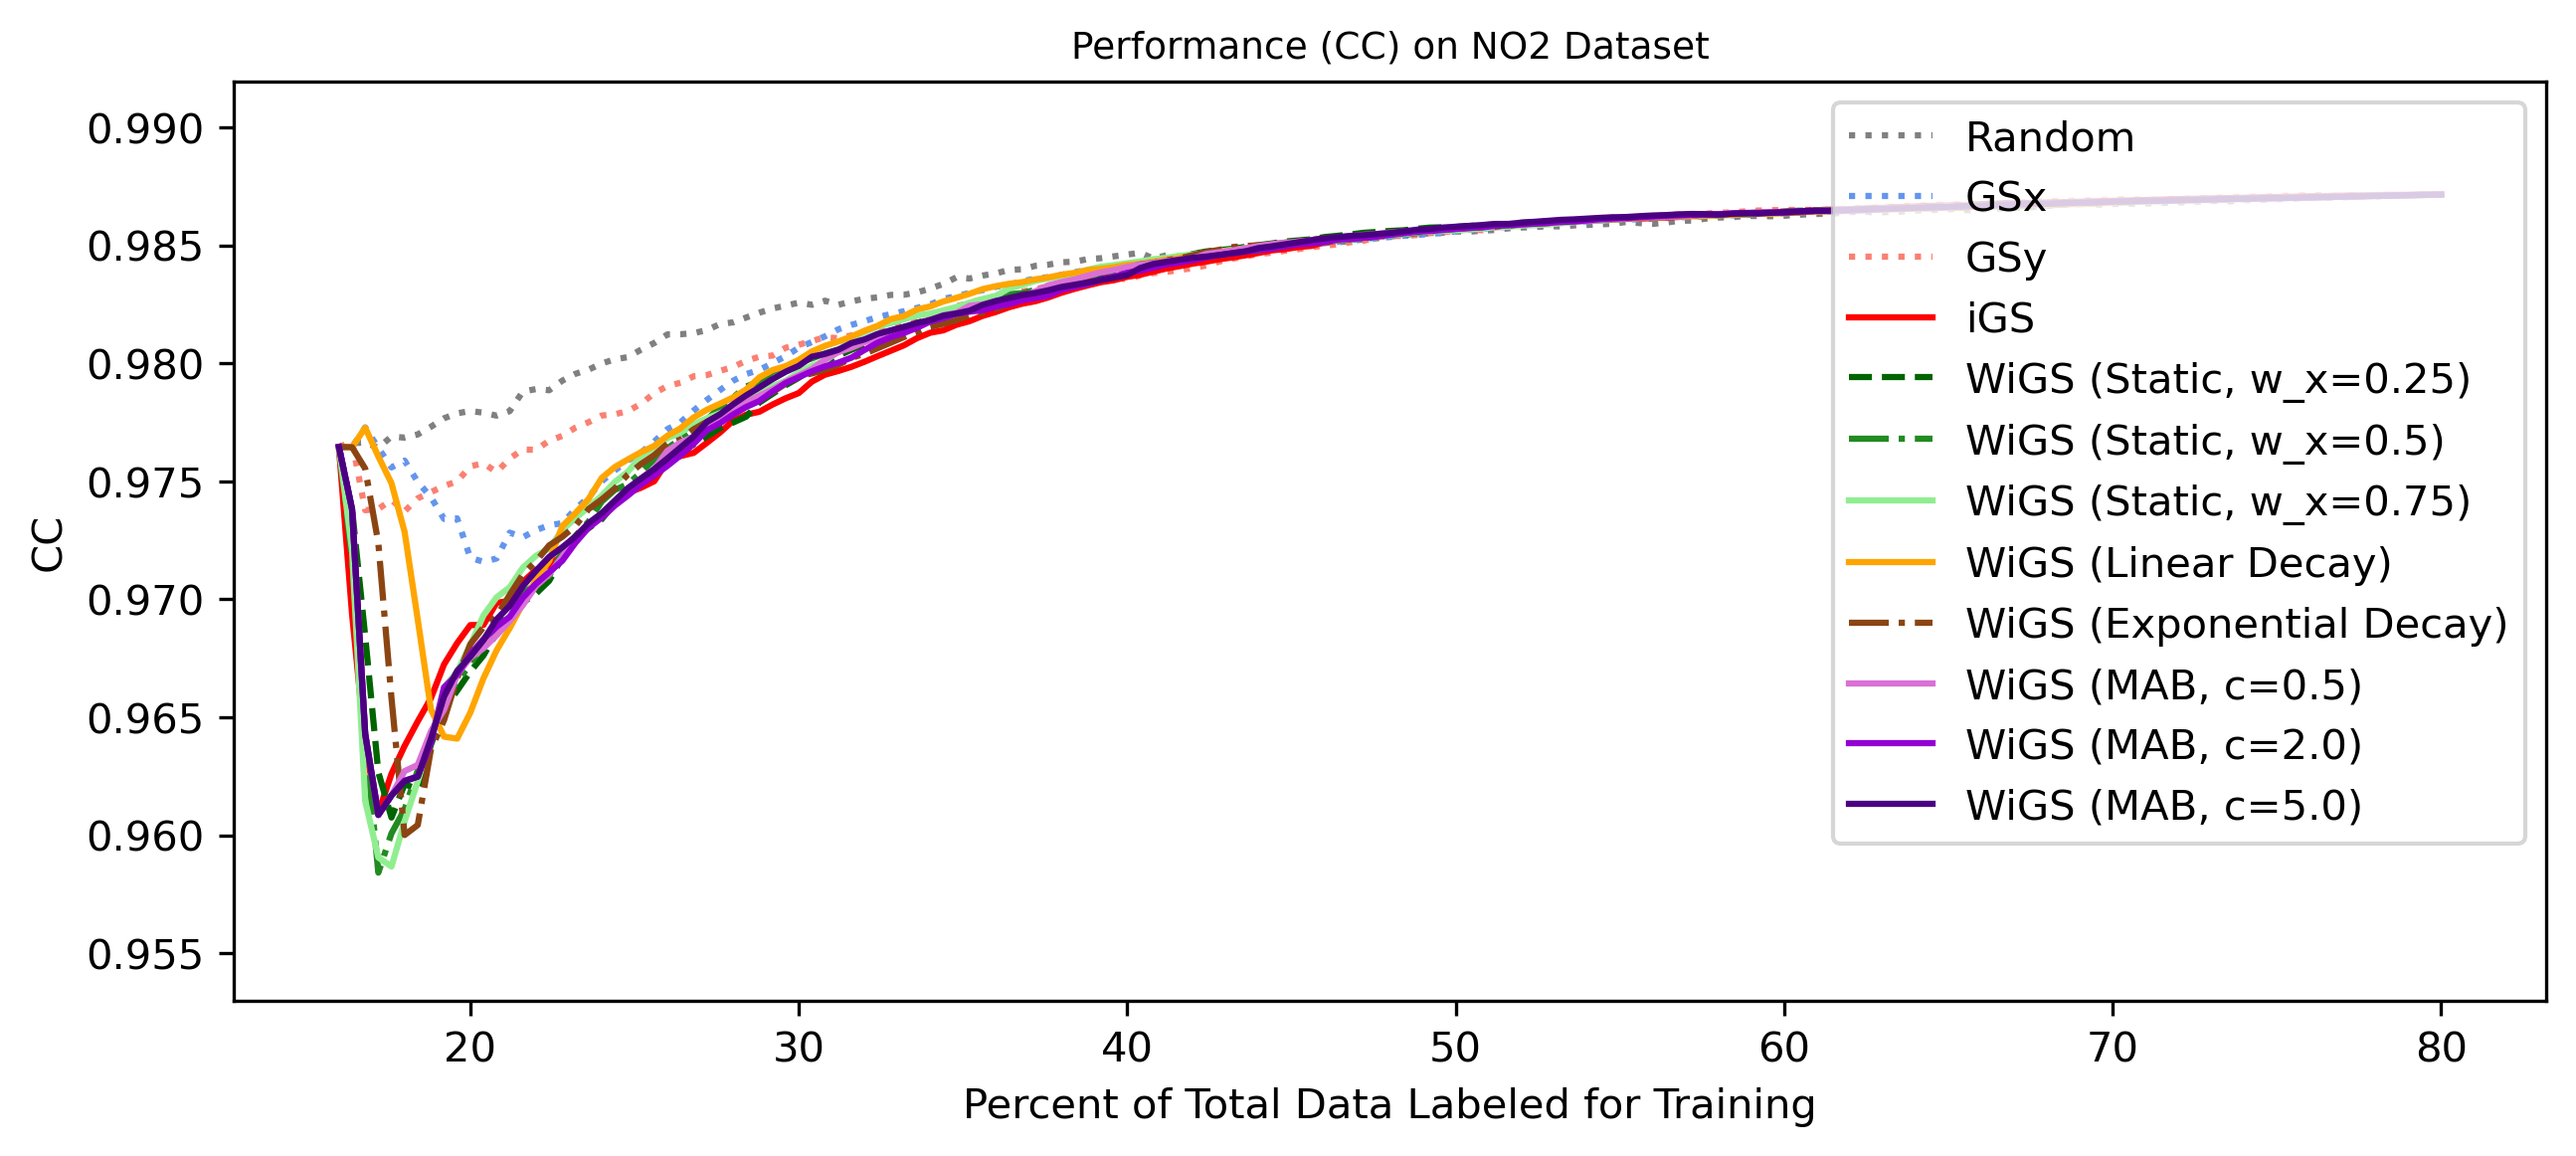 Performance (CC) on NO2 Dataset
CC
0.990
0.985
0.980
0.975
0.970
0.965
0.960
0.955
Random
GSx
GSy
iGS
WiGS (Static, w_x=0.25)
WiGS (Static, w_x=0.5)
WiGS (Static, w_x=0.75)
WiGS (Linear Decay)
WiGS (Exponential Decay)
WiGS (MAB, c=0.5)
WiGS (MAB, c=2.0)
WiGS (MAB, c=5.0)
20 30 40 50 60 70 80
Percent of Total Data Labeled for Training